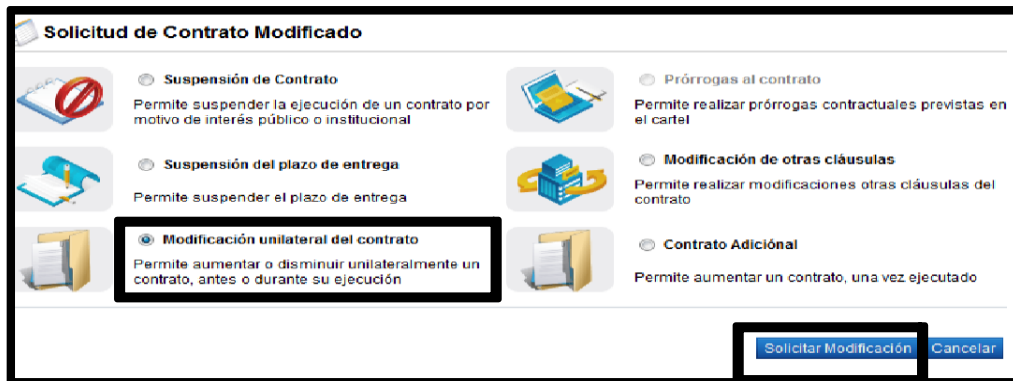 Solicitud de Contrato Modificado
Suspensión de Contrato
Permite suspender la ejecución de un contrato por
motivo de interés público o institucional
Prórrogas al contrato
Permite realizar prórrogas contractuales previstas en
el cartel
Suspensión del plazo de entrega
Permite suspender el plazo de entrega
Modificación de otras cláusulas
Permite realizar modificaciones otras cláusulas del
contrato
Modificación unilateral del contrato
Permite aumentar o disminuir unilateralmente un
contrato, antes o durante su ejecución
Contrato Adiciónal
Permite aumentar un contrato, una vez ejecutado
Solicitar Modificación Cancelar